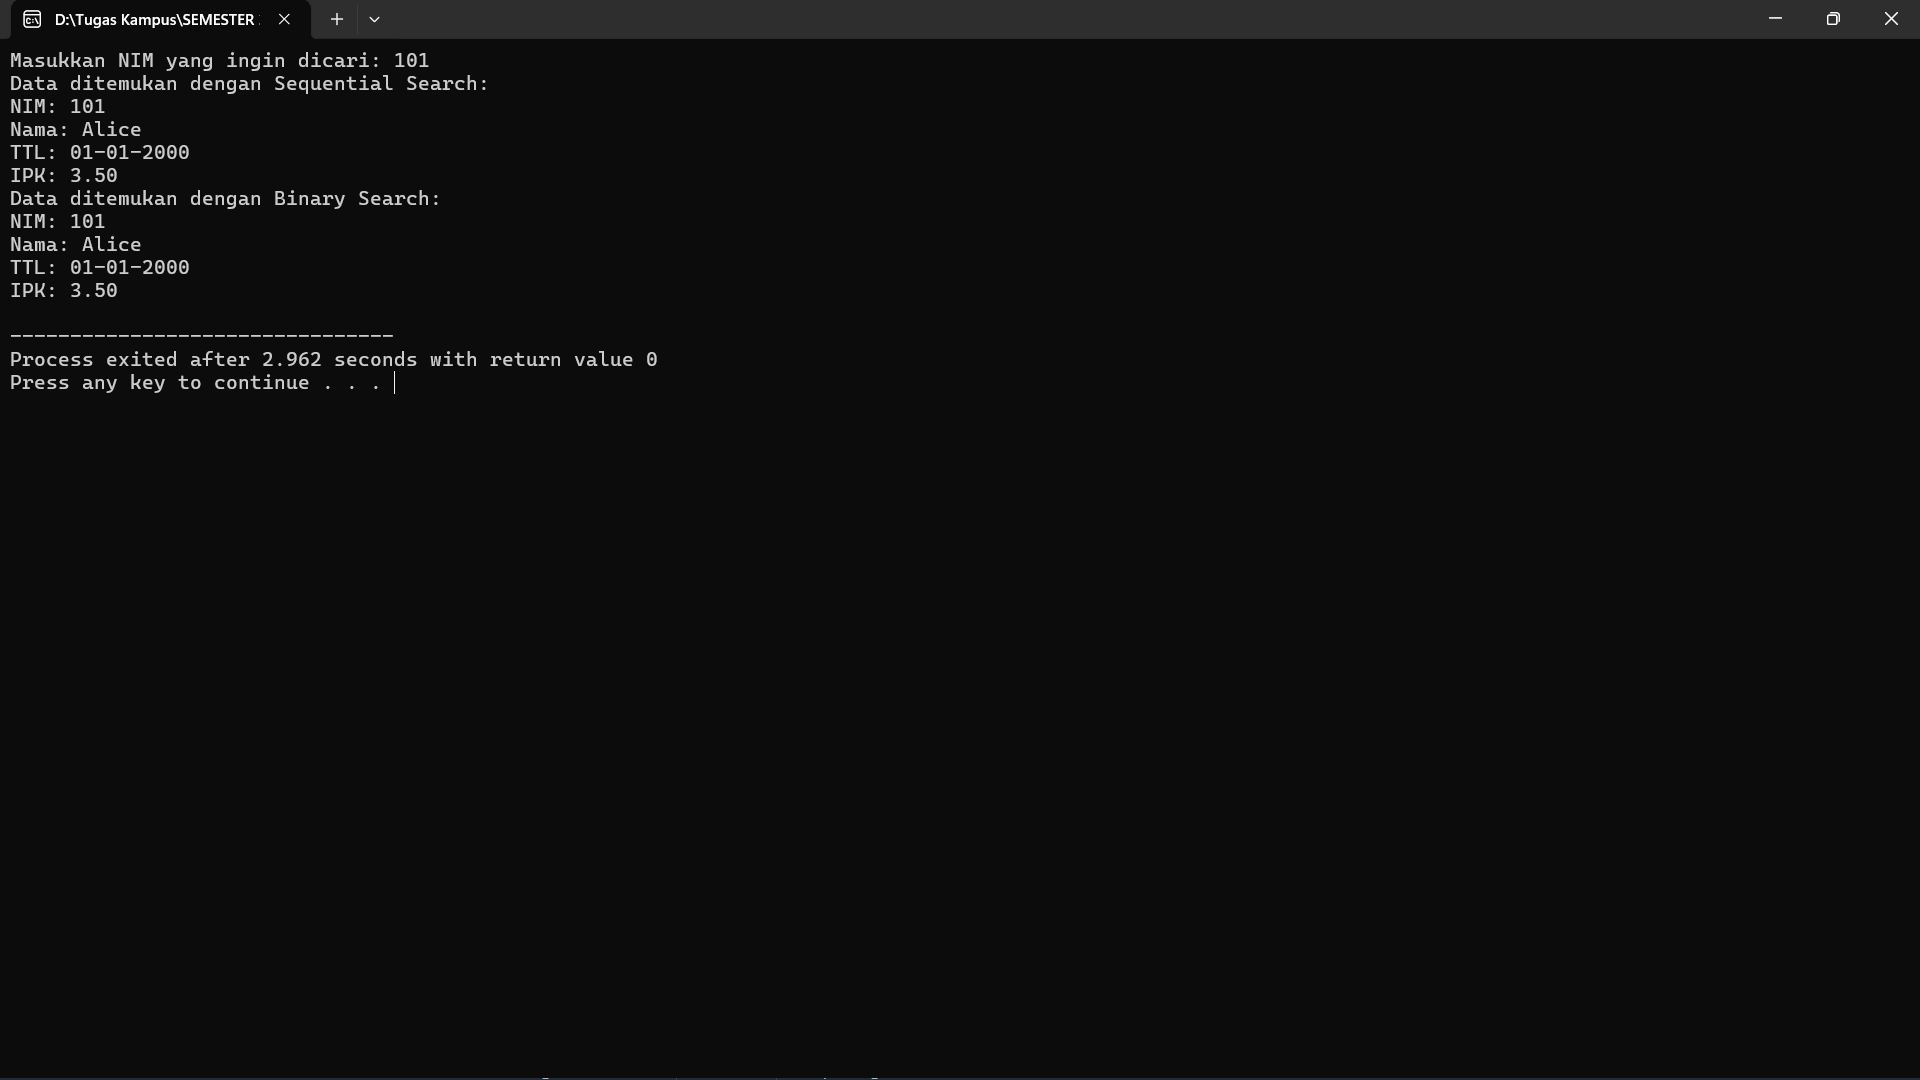 D:\Tugas Kampus\SEMESTER
Masukkan NIM yang ingin dicari: 101
Data ditemukan dengan Sequential Search:
NIM: 101
Nama: Alice
TTL: 01-01-2000
IPK: 3.50
Data ditemukan dengan Binary Search:
NIM: 101
Nama: Alice
TTL: 01-01-2000
IPK: 3.50
--------------------------------
Process exited after 2.962 seconds with return value 0
Press any key to continue . . .